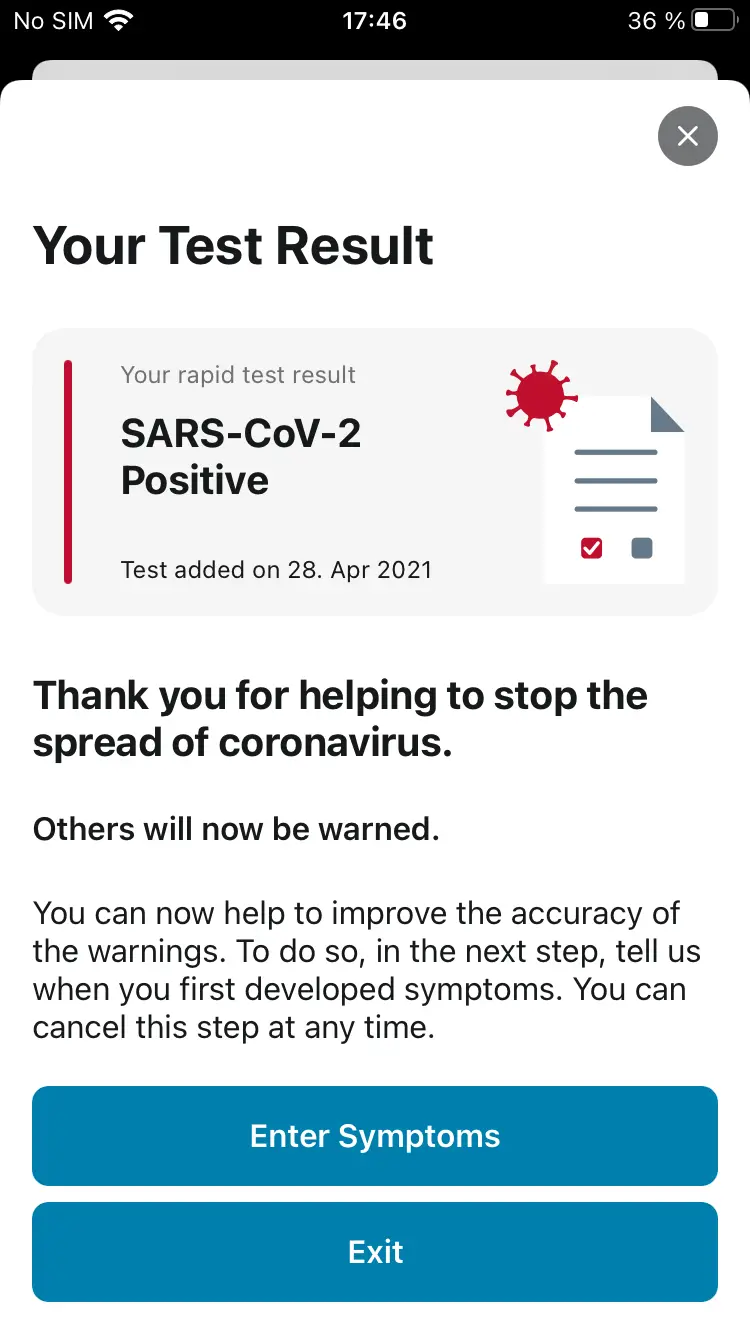 No SIM 17:46 36 %
Your Test Result
Your rapid test result
SARS-CoV-2
Positive
Test added on 28. Apr 2021
Thank you for helping to stop the
spread of coronavirus.
Others will now be warned.
You can now help to improve the accuracy of
the warnings. To do so, in the next step, tell us
when you first developed symptoms. You can
cancel this step at any time.
Enter Symptoms
Exit